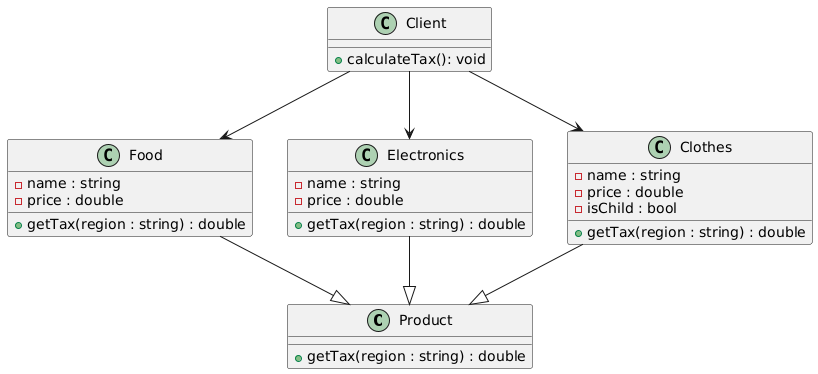 C Client
calculateTax(): void
C Food
name : string
price : double
getTax(region : string) : double
C Electronics
name : string
price : double
getTax(region : string) : double
C Clothes
name : string
price : double
isChild : bool
getTax(region : string) : double
C Product
getTax(region : string) : double